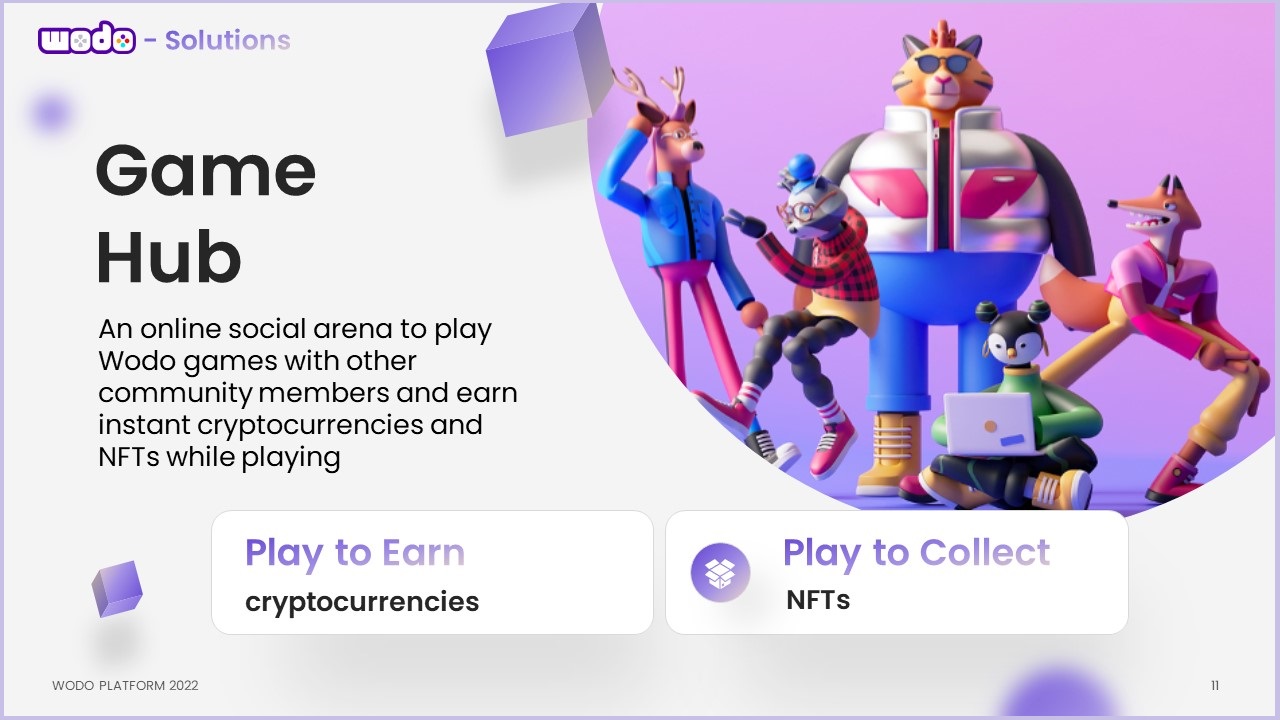 wodo - Solutions
Game
Hub
An online social arena to play
Wodo games with other
community members and earn
instant cryptocurrencies and
NFTs while playing
Play to Earn
cryptocurrencies
Play to Collect
NFTs
WODO PLATFORM 2022
11